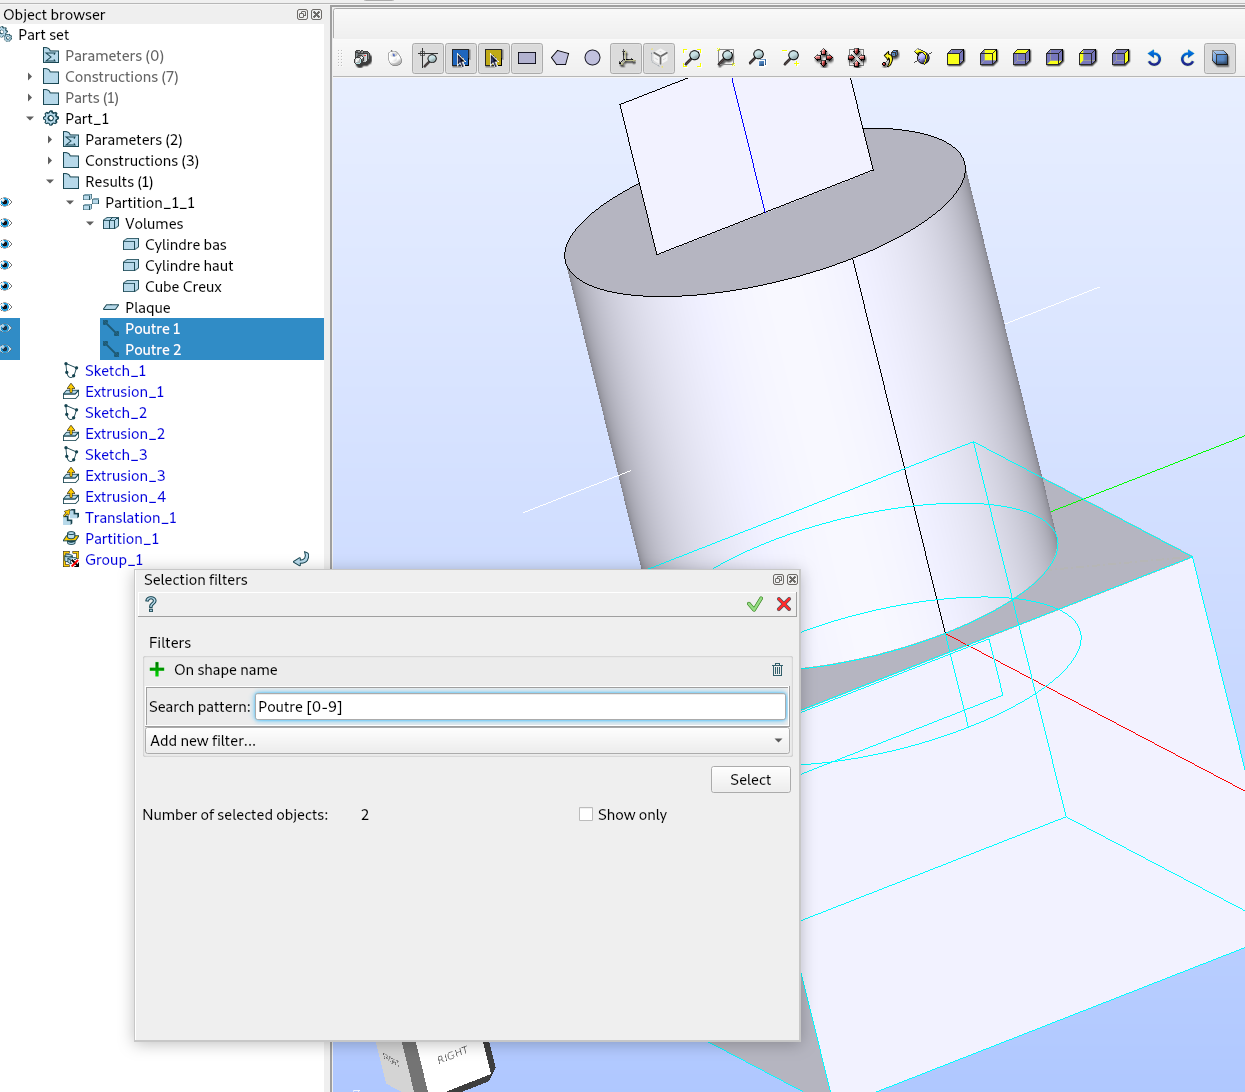 Object browser
Part set
Parameters (0)
Constructions (7)
Parts (1)
Part_1
Parameters (2)
Constructions (3)
Results (1)
Partition_1_1
Volumes
Cylindre bas
Cylindre haut
Cube Creux
Plaque
Poutre 1
Poutre 2
Sketch_1
Extrusion_1
Sketch_2
Extrusion_2
Sketch_3
Extrusion_3
Extrusion_4
Translation_1
Partition_1
Group_1
Selection filters
Filters
On shape name
Search pattern: Poutre [0-9]
Add new filter...
Select
Number of selected objects: 2
Show only
RIGHT